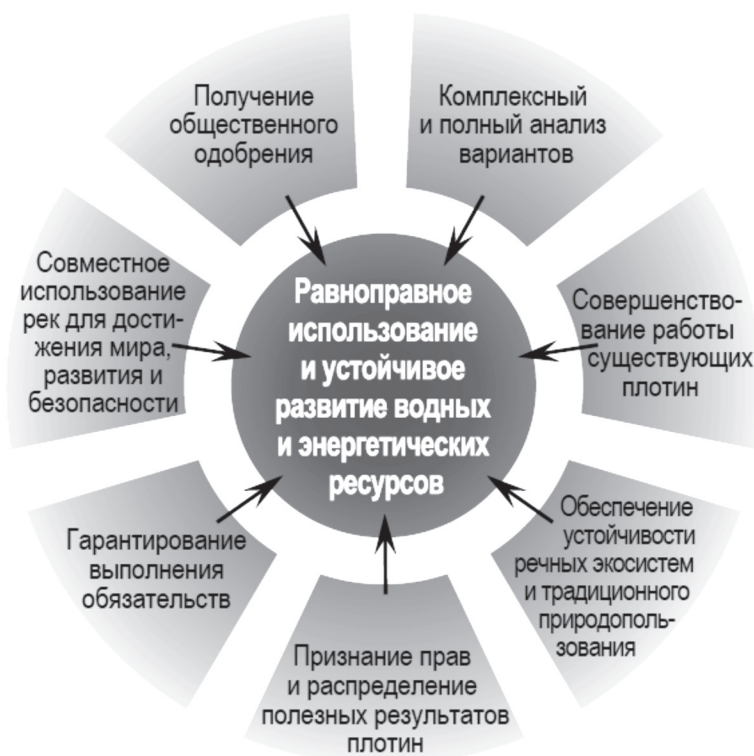 Получение
общественного
одобрения
Комплексный
и полный анализ
вариантов
Совместное
использование
рек для дости-
жения мира,
развития и
безопасности
Равноправное
использование
и устойчивое
развитие водных
и энергетических
ресурсов
Совершенство-
вание работы
существующих
плотин
Гарантирование
выполнения
обязательств
Обеспечение
устойчивости
речных экосистем
и традиционного
природополь-
зования
Признание прав
и распределение
полезных результатов
плотин